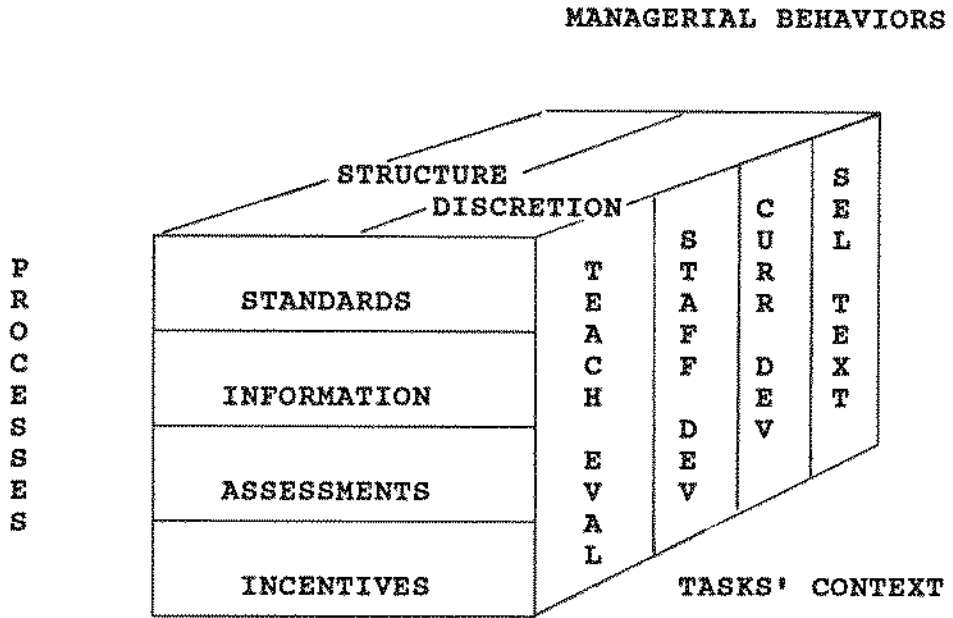 MANAGERIAL BEHAVIORS
STRUCTURE
DISCRETION
PROCESSES
STANDARDS
INFORMATION
ASSESSMENTS
INCENTIVES
TEACH EVAL
STAFF DEV
CURR DEV
SEL TEXT
TASKS' CONTEXT